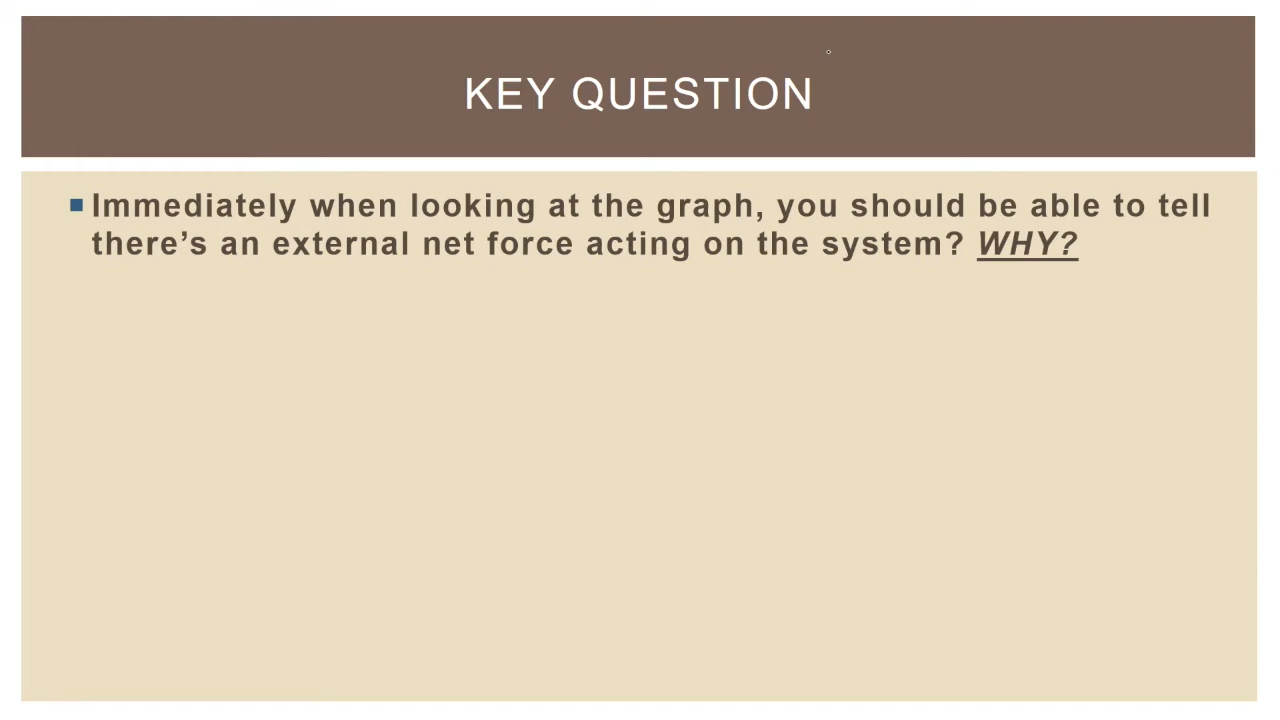 KEY QUESTION
Immediately when looking at the graph, you should be able to tell
there’s an external net force acting on the system? WHY?